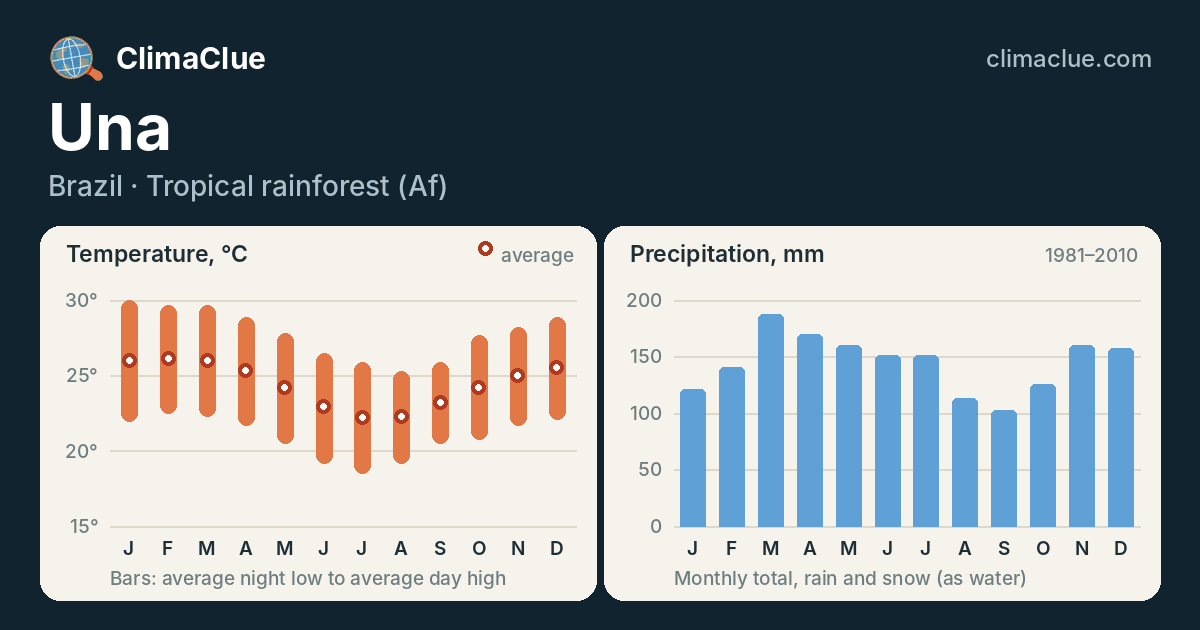 ClimaClue
climaclue.com
Una
Brazil · Tropical rainforest (Af)
Temperature, °C
average
30°
25°
20°
15°
J F M A M J J A S O N D
Bars: average night low to average day high
Precipitation, mm
1981–2010
200
150
100
50
0
J F M A M J J A S O N D
Monthly total, rain and snow (as water)